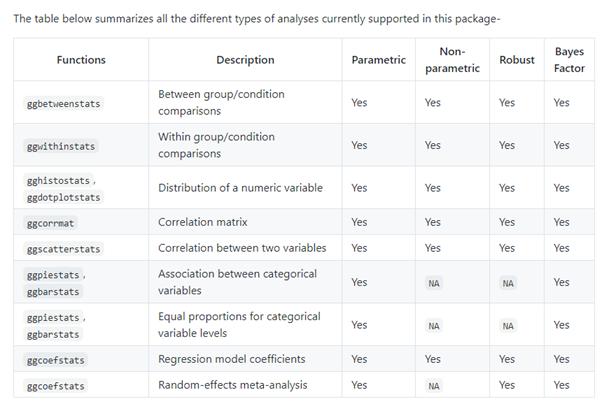 The table below summarizes all the different types of analyses currently supported in this package-
Functions Description Parametric Non-parametric Robust Bayes Factor
ggbetweenstats Between group/condition comparisons Yes Yes Yes Yes
ggwithinstats Within group/condition comparisons Yes Yes Yes Yes
gghistostats, ggdotplotstats Distribution of a numeric variable Yes Yes Yes Yes
ggcorrmat Correlation matrix Yes Yes Yes Yes
ggscatterstats Correlation between two variables Yes Yes Yes Yes
ggpiestats, ggbarstats Association between categorical variables Yes NA NA Yes
ggpiestats, ggbarstats Equal proportions for categorical variable levels Yes NA NA Yes
ggcoefstats Regression model coefficients Yes Yes Yes Yes
ggcoefstats Random-effects meta-analysis Yes NA Yes Yes